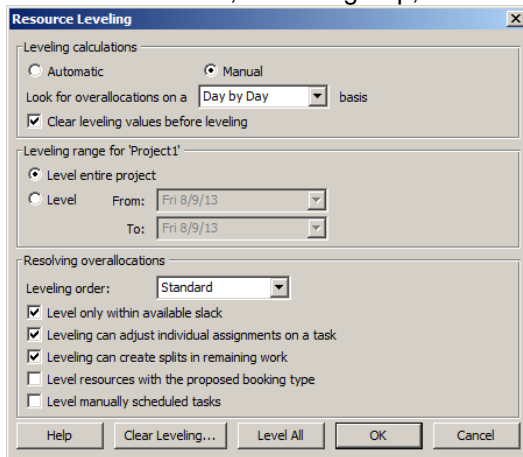 Resource Leveling
Leveling calculations
Automatic Manual
Look for overallocations on a Day by Day basis
Clear leveling values before leveling
Leveling range for 'Project1'
Level entire project
Level From: Fri 8/9/13
To: Fri 8/9/13
Resolving overallocations
Leveling order: Standard
Level only within available slack
Leveling can adjust individual assignments on a task
Leveling can create splits in remaining work
Level resources with the proposed booking type
Level manually scheduled tasks
Help Clear Leveling... Level All OK Cancel